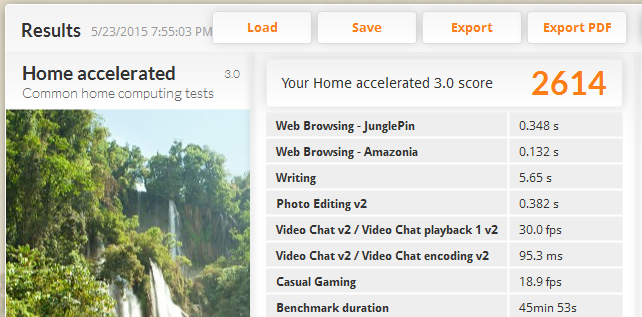 Results 5/23/2015 7:55:03 PM Load Save Export Export PDF
Home accelerated 3.0
Common home computing tests
Your Home accelerated 3.0 score 2614
Web Browsing - JunglePin 0.348 s
Web Browsing - Amazonia 0.132 s
Writing 5.65 s
Photo Editing v2 0.382 s
Video Chat v2 / Video Chat playback 1 v2 30.0 fps
Video Chat v2 / Video Chat encoding v2 95.3 ms
Casual Gaming 18.9 fps
Benchmark duration 45min 53s